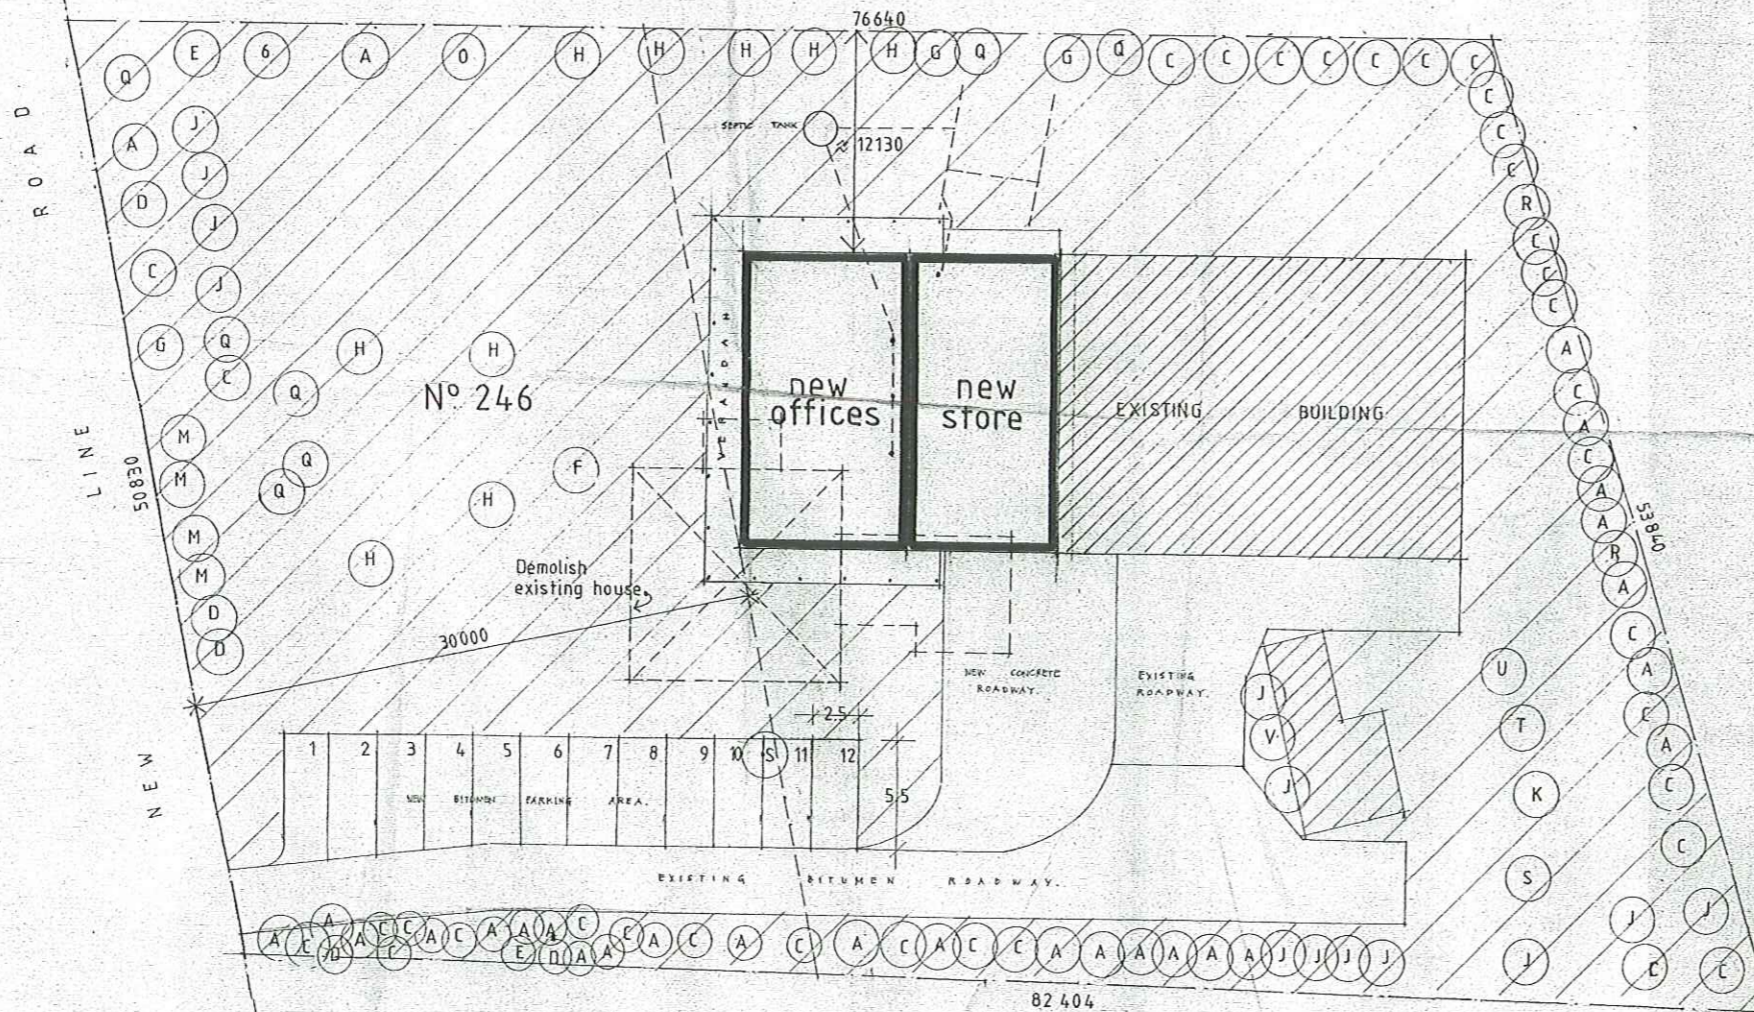 76640
Q E 6 A O H H H H H G Q G Q C C C C C C C
A J
SEPTIC TANK
12130
J
D
J
C
J
G Q
C
H H
Q
Nº 246
M
Q
M Q
H
F
M
M
H
D
D
ROAD
LINE
NEW
50830
VERANDAH
new
offices
new
store
EXISTING BUILDING
Demolish
existing house
30000
NEW CONCRETE
ROADWAY.
EXISTING
ROADWAY.
2.5
5.5
1 2 3 4 5 6 7 8 9 10 S 11 12
NEW BITUMEN PARKING AREA.
J
V
J
U
T
K
S
J
C
C
C
R
C
C
C
A
C
A
C
A
A
R
A
C
A
C
A
C
C
J
J
C
C
53840
EXISTING BITUMEN ROADWAY.
A C A D A C C C A C A A E A D C A A C A C A C A C A C C A A A A A A J J J J
82 404